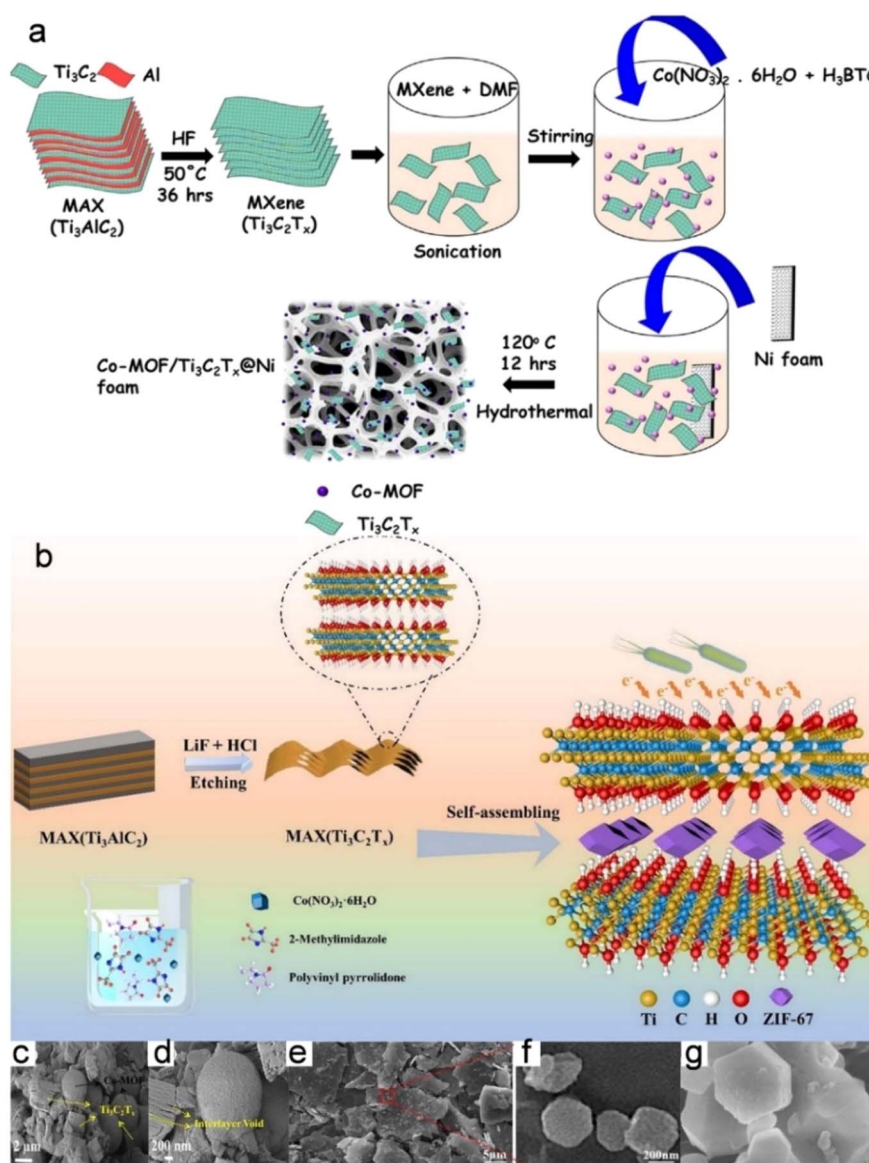 a
Ti₃C₂ Al
HF
50°C
36 hrs
MAX
(Ti₃AlC₂)
MXene
(Ti₃C₂Tₓ)
MXene + DMF
Sonication
Stirring
Co(NO₃)₂ . 6H₂O + H₃BT
Ni foam
120° C
12 hrs
Hydrothermal
Co-MOF/Ti₃C₂Tₓ@Ni
foam
Co-MOF
Ti₃C₂Tₓ
b
LiF + HCl
Etching
MAX(Ti₃AlC₂)
MAX(Ti₃C₂Tₓ)
Self-assembling
e⁻ e⁻ e⁻ e⁻ e⁻
Co(NO₃)₂·6H₂O
2-Methylimidazole
Polyvinyl pyrrolidone
Ti C H O ZIF-67
c
Co-MOF
Ti₃C₂Tₓ
2 µm
d
Interlayer Void
200 nm
e
5µm
f
200nm
g